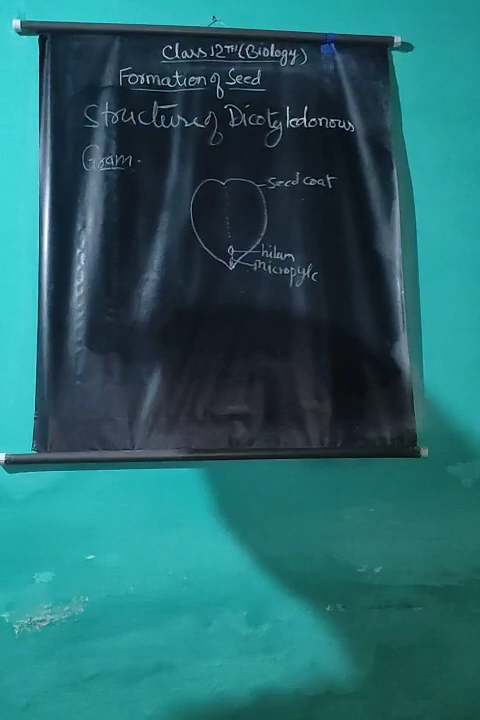 Class 12TH (Biology)
Formation of Seed
Structure of Dicotyledonous
Gram.
Seed coat
hilum
micropyle